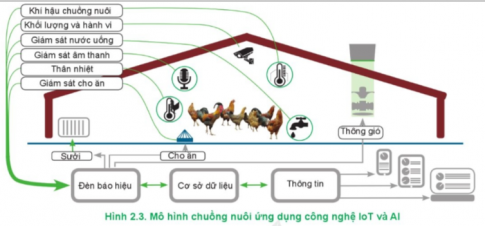 Khí hậu chuồng nuôi
Khối lượng và hành vi
Giám sát nước uống
Giám sát âm thanh
Thân nhiệt
Giám sát cho ăn
Thông gió
Sưởi
Cho ăn
Đèn báo hiệu
Cơ sở dữ liệu
Thông tin
Hình 2.3. Mô hình chuồng nuôi ứng dụng công nghệ IoT và AI